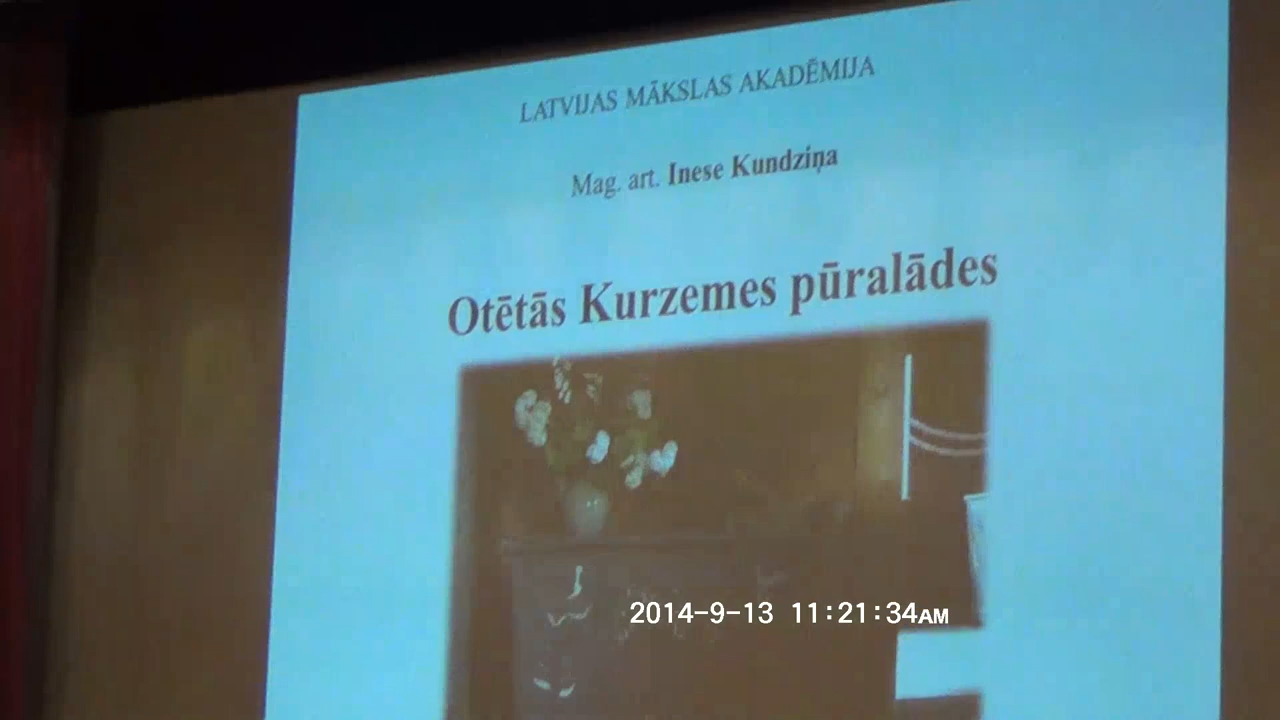 LATVIJAS MĀKSLAS AKADĒMIJA
Mag. art. Inese Kundziņa
Otētās Kurzemes pūralādes
2014-9-13 11:21:34AM